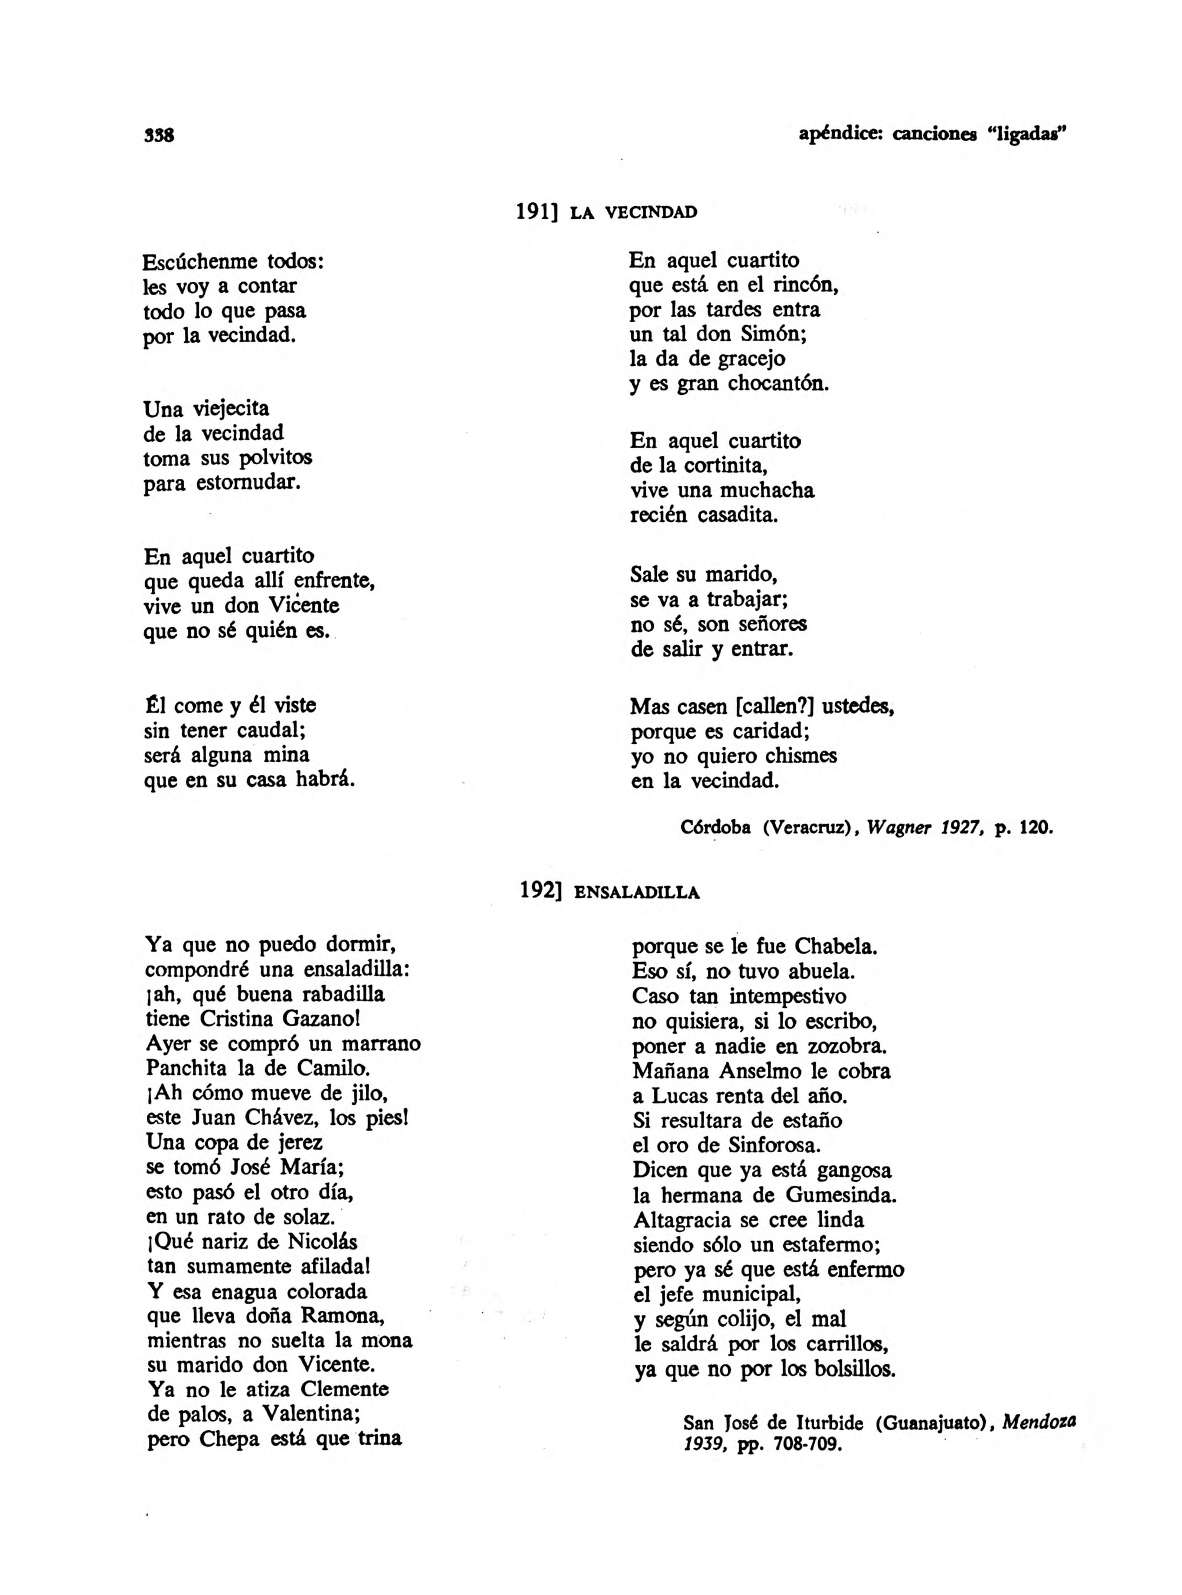 338
apéndice: canciones “ligadas”
191] LA VECINDAD
Escúchenme todos:
les voy a contar
todo lo que pasa
por la vecindad.
Una viejecita
de la vecindad
toma sus polvitos
para estornudar.
En aquel cuartito
que queda allí enfrente,
vive un don Vicente
que no sé quién es.
Él come y él viste
sin tener caudal;
será alguna mina
que en su casa habrá.
En aquel cuartito
que está en el rincón,
por las tardes entra
un tal don Simón;
la da de gracejo
y es gran chocantón.
En aquel cuartito
de la cortinita,
vive una muchacha
recién casadita.
Sale su marido,
se va a trabajar;
no sé, son señores
de salir y entrar.
Mas casen [callen?] ustedes,
porque es caridad;
yo no quiero chismes
en la vecindad.
Córdoba (Veracruz), Wagner 1927, p. 120.
192] ENSALADILLA
Ya que no puedo dormir,
compondré una ensaladilla:
¡ah, qué buena rabadilla
tiene Cristina Gazano!
Ayer se compró un marrano
Panchita la de Camilo.
¡Ah cómo mueve de jilo,
este Juan Chávez, los pies!
Una copa de jerez
se tomó José María;
esto pasó el otro día,
en un rato de solaz.
¡Qué nariz de Nicolás
tan sumamente afilada!
Y esa enagua colorada
que lleva doña Ramona,
mientras no suelta la mona
su marido don Vicente.
Ya no le atiza Clemente
de palos, a Valentina;
pero Chepa está que trina
porque se le fue Chabela.
Eso sí, no tuvo abuela.
Caso tan intempestivo
no quisiera, si lo escribo,
poner a nadie en zozobra.
Mañana Anselmo le cobra
a Lucas renta del año.
Si resultara de estaño
el oro de Sinforosa.
Dicen que ya está gangosa
la hermana de Gumesinda.
Altagracia se cree linda
siendo sólo un estafermo;
pero ya sé que está enfermo
el jefe municipal,
y según colijo, el mal
le saldrá por los carrillos,
ya que no por los bolsillos.
San José de Iturbide (Guanajuato), Mendoza
1939, pp. 708-709.